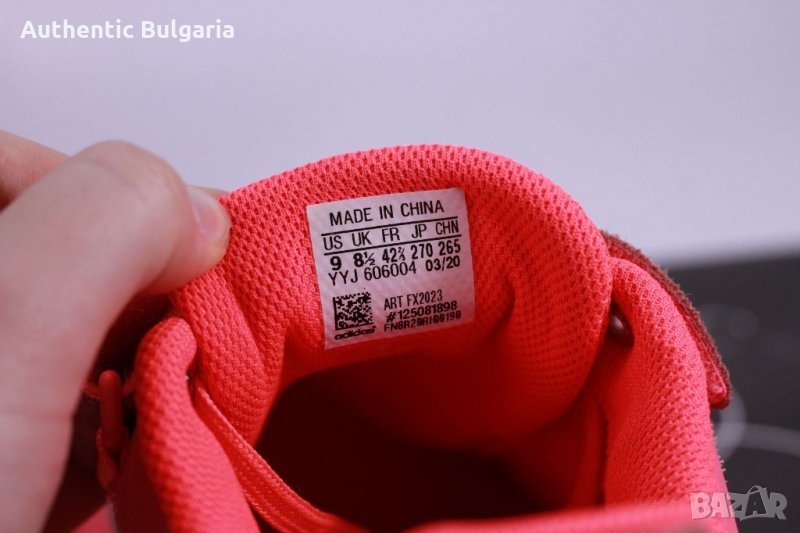 Authentic Bulgaria
MADE IN CHINA
US UK FR JP CHN
9 8½ 42⅔ 270 265
YYJ 606004 03/20
ART FX2023
#125081898
adidas
BAZAR